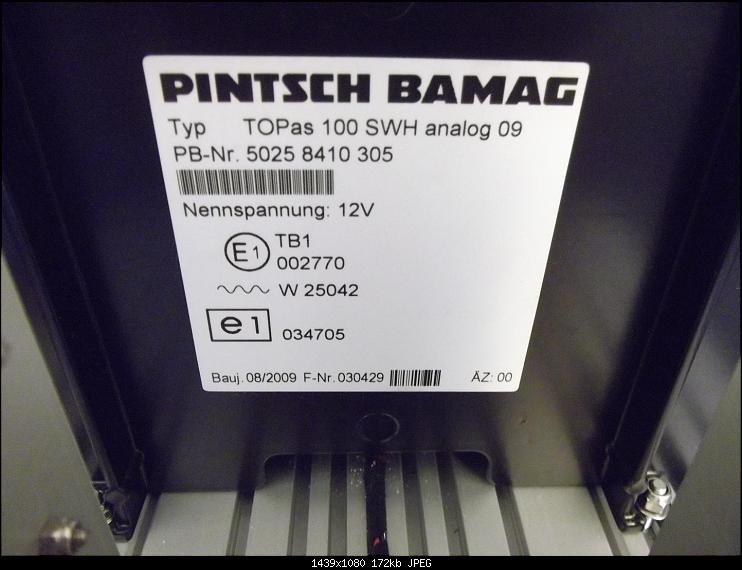 PINTSCH BAMAG
Typ TOPas 100 SWH analog 09
PB-Nr. 5025 8410 305
Nennspannung: 12V
E1 TB1
002770
W 25042
e1 034705
Bauj. 08/2009 F-Nr. 030429 ÄZ: 00
1439x1080 172kb JPEG